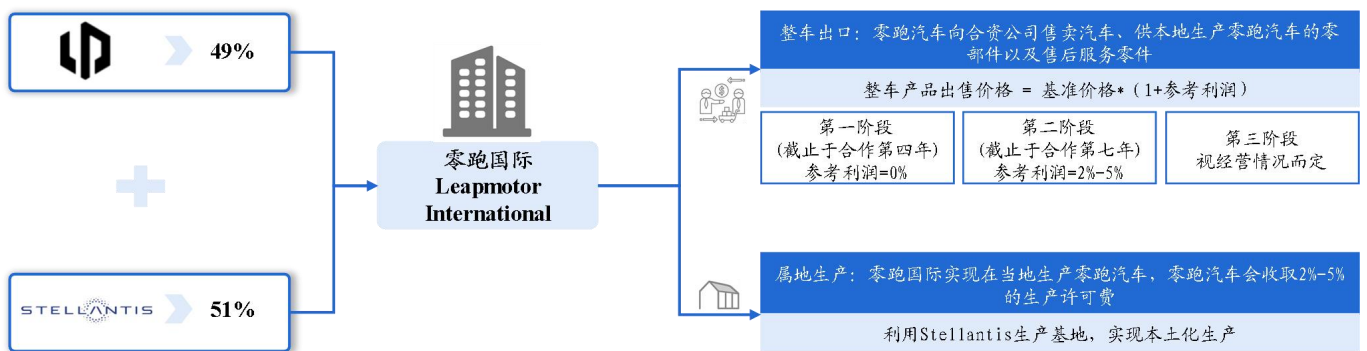 49%
零跑国际
Leapmotor
International
STELLANTIS
51%
整车出口：零跑汽车向合资公司售卖汽车、供本地生产零跑汽车的零
部件以及售后服务零件
整车产品出售价格 = 基准价格*（1+参考利润）
第一阶段
(截止于合作第四年)
参考利润=0%
第二阶段
(截止于合作第七年)
参考利润=2%-5%
第三阶段
视经营情况而定
属地生产：零跑国际实现在当地生产零跑汽车，零跑汽车会收取2%-5%
的生产许可费
利用Stellantis生产基地，实现本土化生产